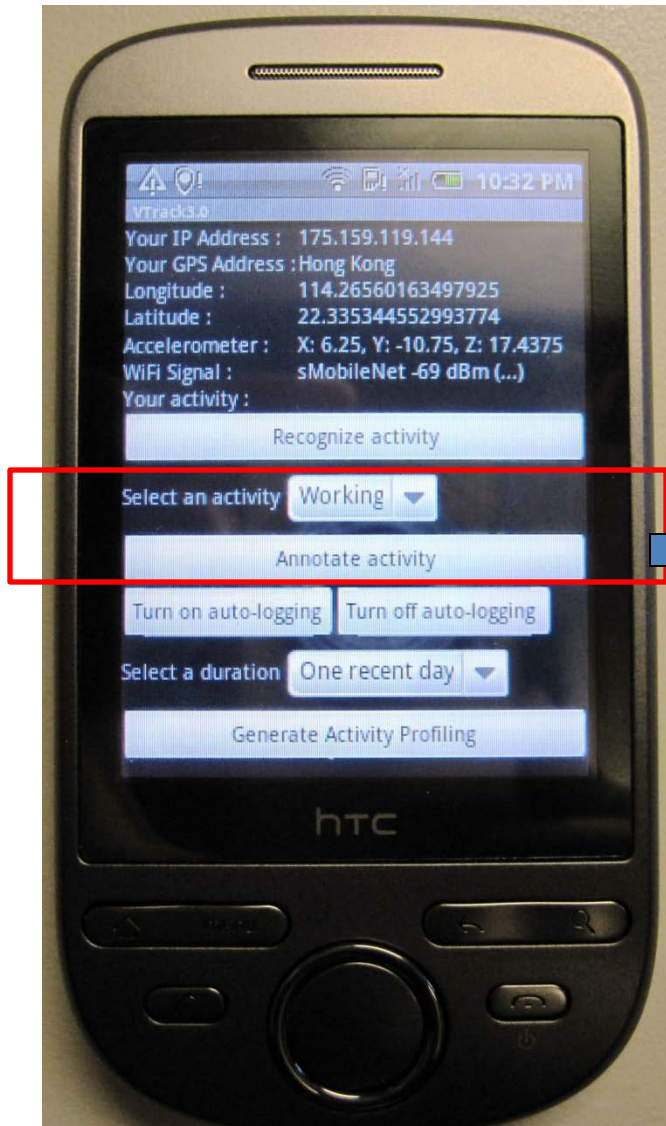 10:32 PM
VTrack3.0
Your IP Address : 175.159.119.144
Your GPS Address :Hong Kong
Longitude : 114.26560163497925
Latitude : 22.335344552993774
Accelerometer : X: 6.25, Y: -10.75, Z: 17.4375
WiFi Signal : sMobileNet -69 dBm (...)
Your activity :
Recognize activity
Select an activity Working
Annotate activity
Turn on auto-logging Turn off auto-logging
Select a duration One recent day
Generate Activity Profiling
hTC
MENU